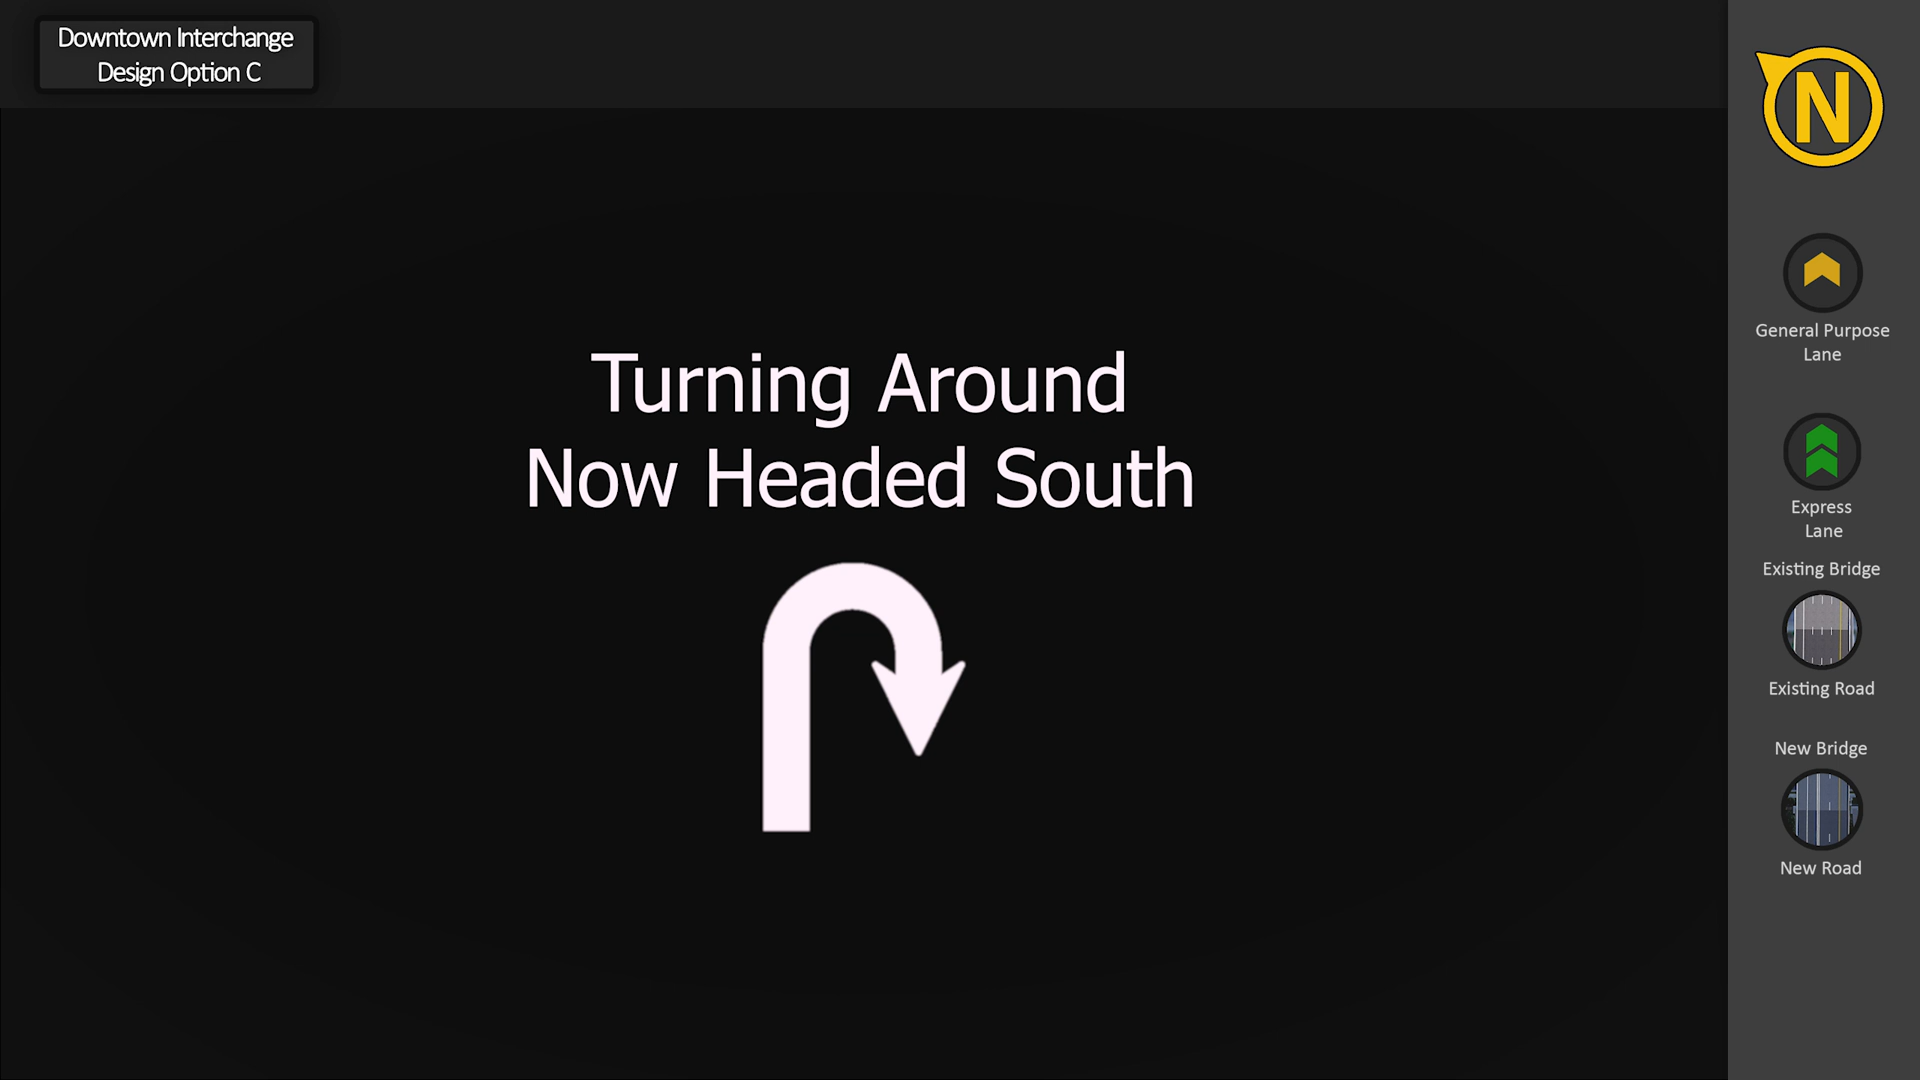 Downtown Interchange
Design Option C
N
Turning Around
Now Headed South
General Purpose
Lane
Express
Lane
Existing Bridge
Existing Road
New Bridge
New Road